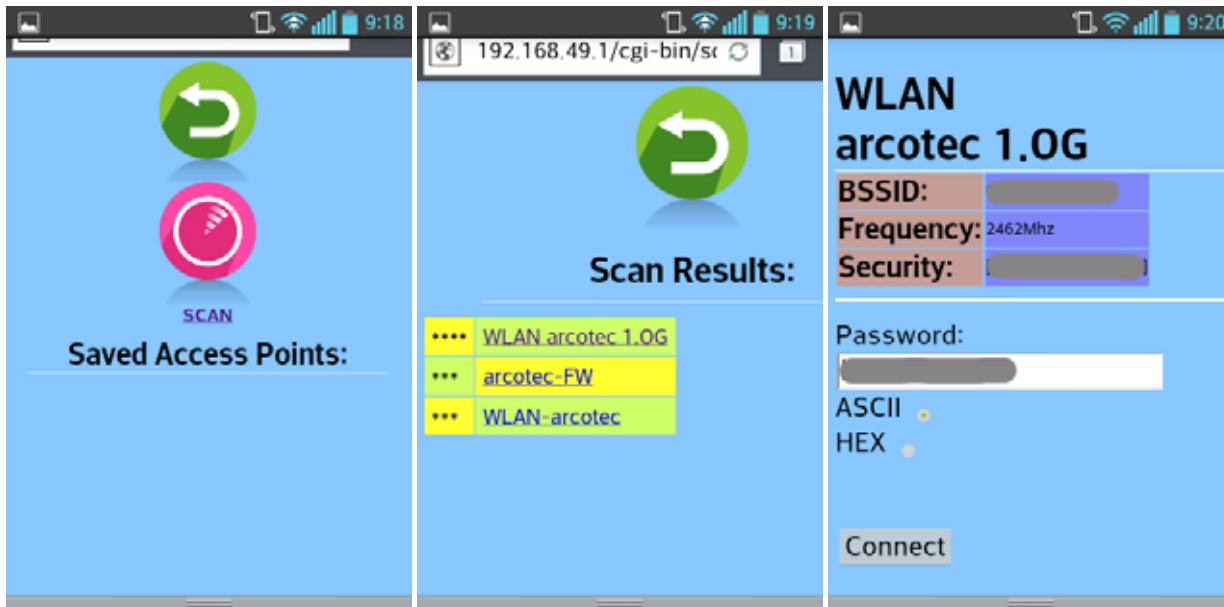 9:18
SCAN
Saved Access Points:
9:19
192.168.49.1/cgi-bin/sc
1
Scan Results:
•••• WLAN arcotec 1.OG
••• arcotec-FW
••• WLAN-arcotec
9:20
WLAN
arcotec 1.OG
BSSID:
Frequency: 2462Mhz
Security:
Password:
ASCII
HEX
Connect